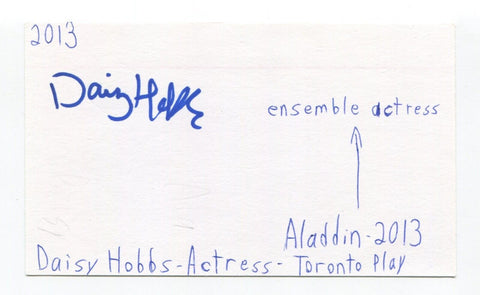 2013
Daisy Hobbs
ensemble actress
Aladdin-2013
Daisy Hobbs-Actress- Toronto Play